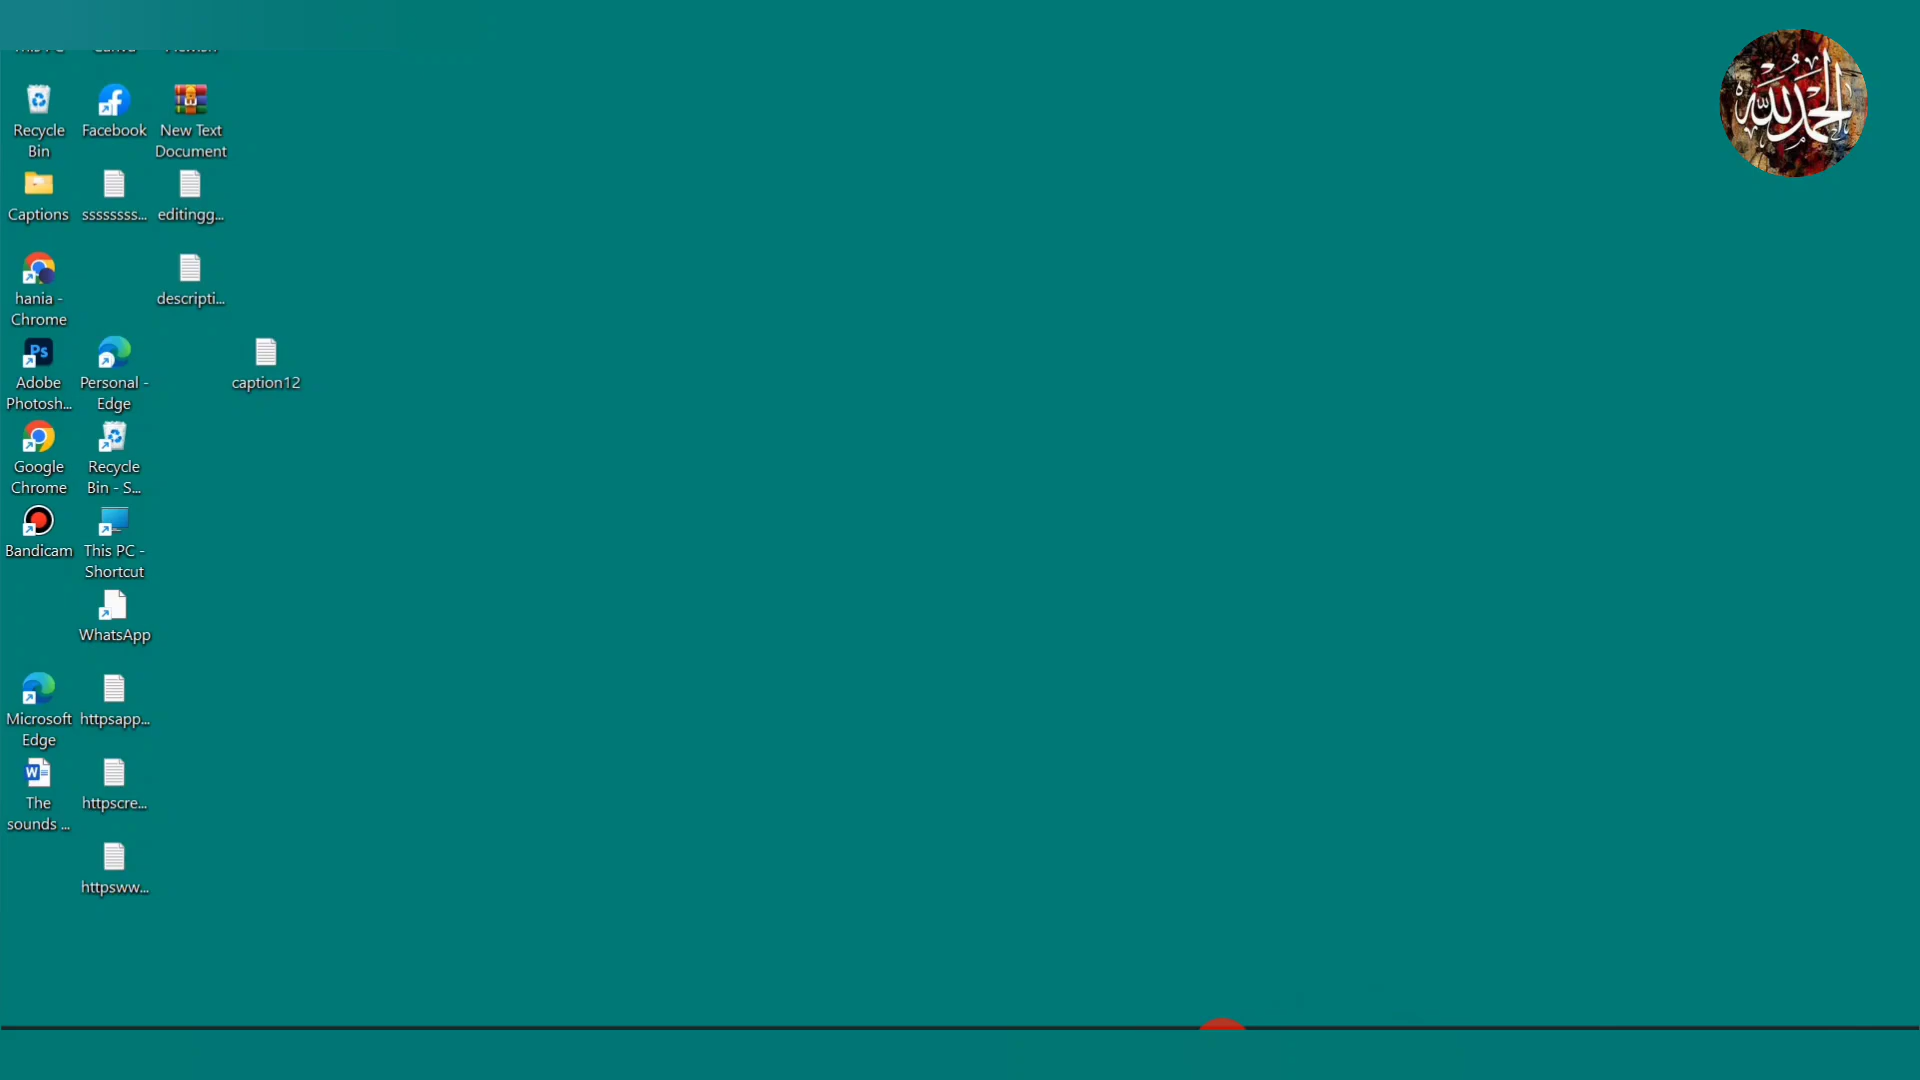 Recycle
Bin
Facebook
New Text
Document
Captions
ssssssss...
editingg...
hania -
Chrome
descripti...
Adobe
Photosh...
Personal -
Edge
caption12
Google
Chrome
Recycle
Bin - S...
Bandicam
This PC -
Shortcut
WhatsApp
Microsoft
Edge
httpsapp...
The
sounds ...
httpscre...
httpsww...
الحمد لله